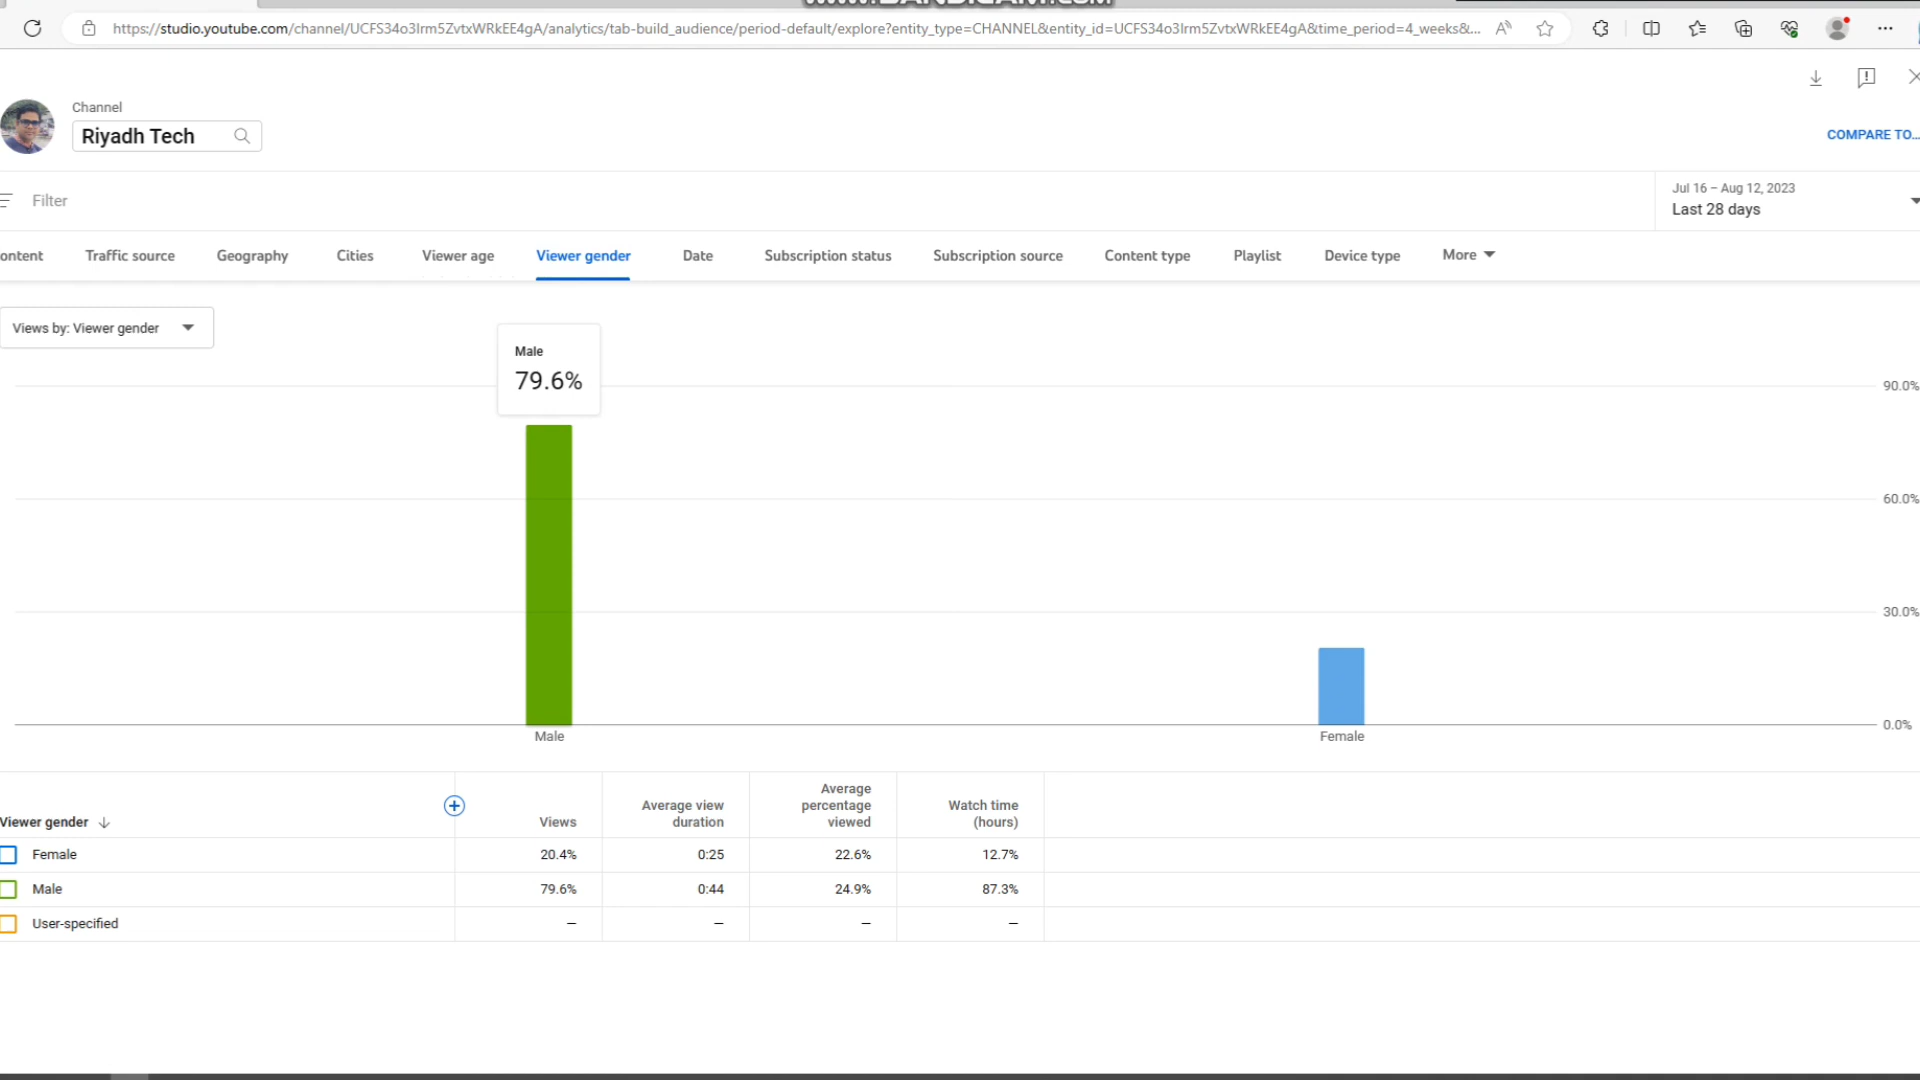 www.BANDICAM.com
https://studio.youtube.com/channel/UCFS34o3Irm5ZvtxWRkEE4gA/analytics/tab-build_audience/period-default/explore?entity_type=CHANNEL&entity_id=UCFS34o3Irm5ZvtxWRkEE4gA&time_period=4_weeks&...
Channel
Riyadh Tech
COMPARE TO...
Filter
Jul 16 – Aug 12, 2023
Last 28 days
ontent Traffic source Geography Cities Viewer age Viewer gender Date Subscription status Subscription source Content type Playlist Device type More
Views by: Viewer gender
Male
79.6%
90.0%
60.0%
30.0%
0.0%
Male Female
Viewer gender Views Average view duration Average percentage viewed Watch time (hours)
Female 20.4% 0:25 22.6% 12.7%
Male 79.6% 0:44 24.9% 87.3%
User-specified – – – –